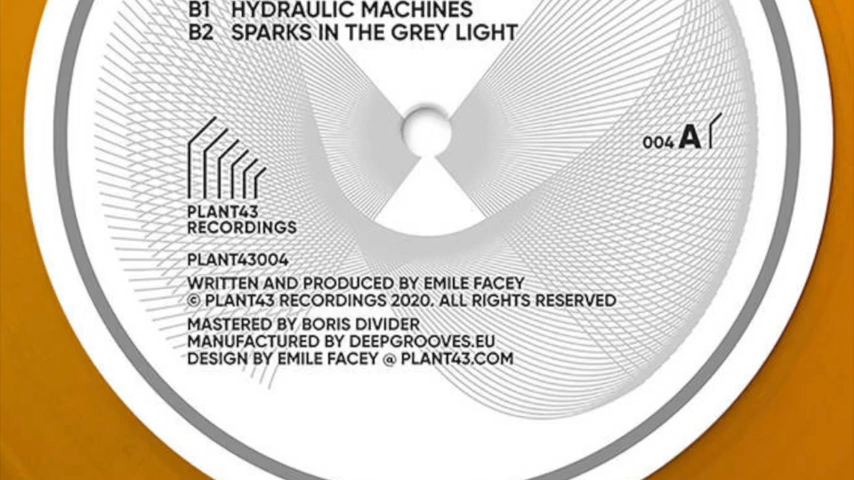 B1 HYDRAULIC MACHINES
B2 SPARKS IN THE GREY LIGHT
004 A
PLANT43
RECORDINGS
PLANT43004
WRITTEN AND PRODUCED BY EMILE FACEY
© PLANT43 RECORDINGS 2020. ALL RIGHTS RESERVED
MASTERED BY BORIS DIVIDER
MANUFACTURED BY DEEPGROOVES.EU
DESIGN BY EMILE FACEY @ PLANT43.COM